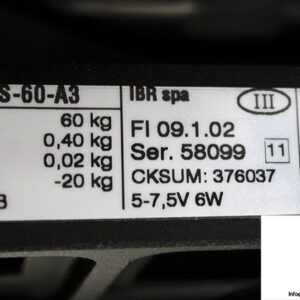 S-60-A3
IBR spa
III
60 kg
0,40 kg
0,02 kg
-20 kg
FI 09.1.02
Ser. 58099
11
CKSUM: 376037
5-7,5V 6W